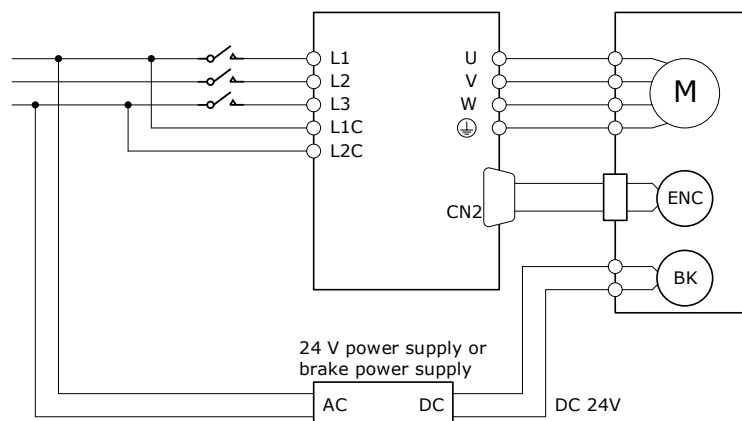 L1
U
L2
V
L3
W
M
L1C
L2C
CN2
ENC
BK
24 V power supply or
brake power supply
AC
DC
DC 24V